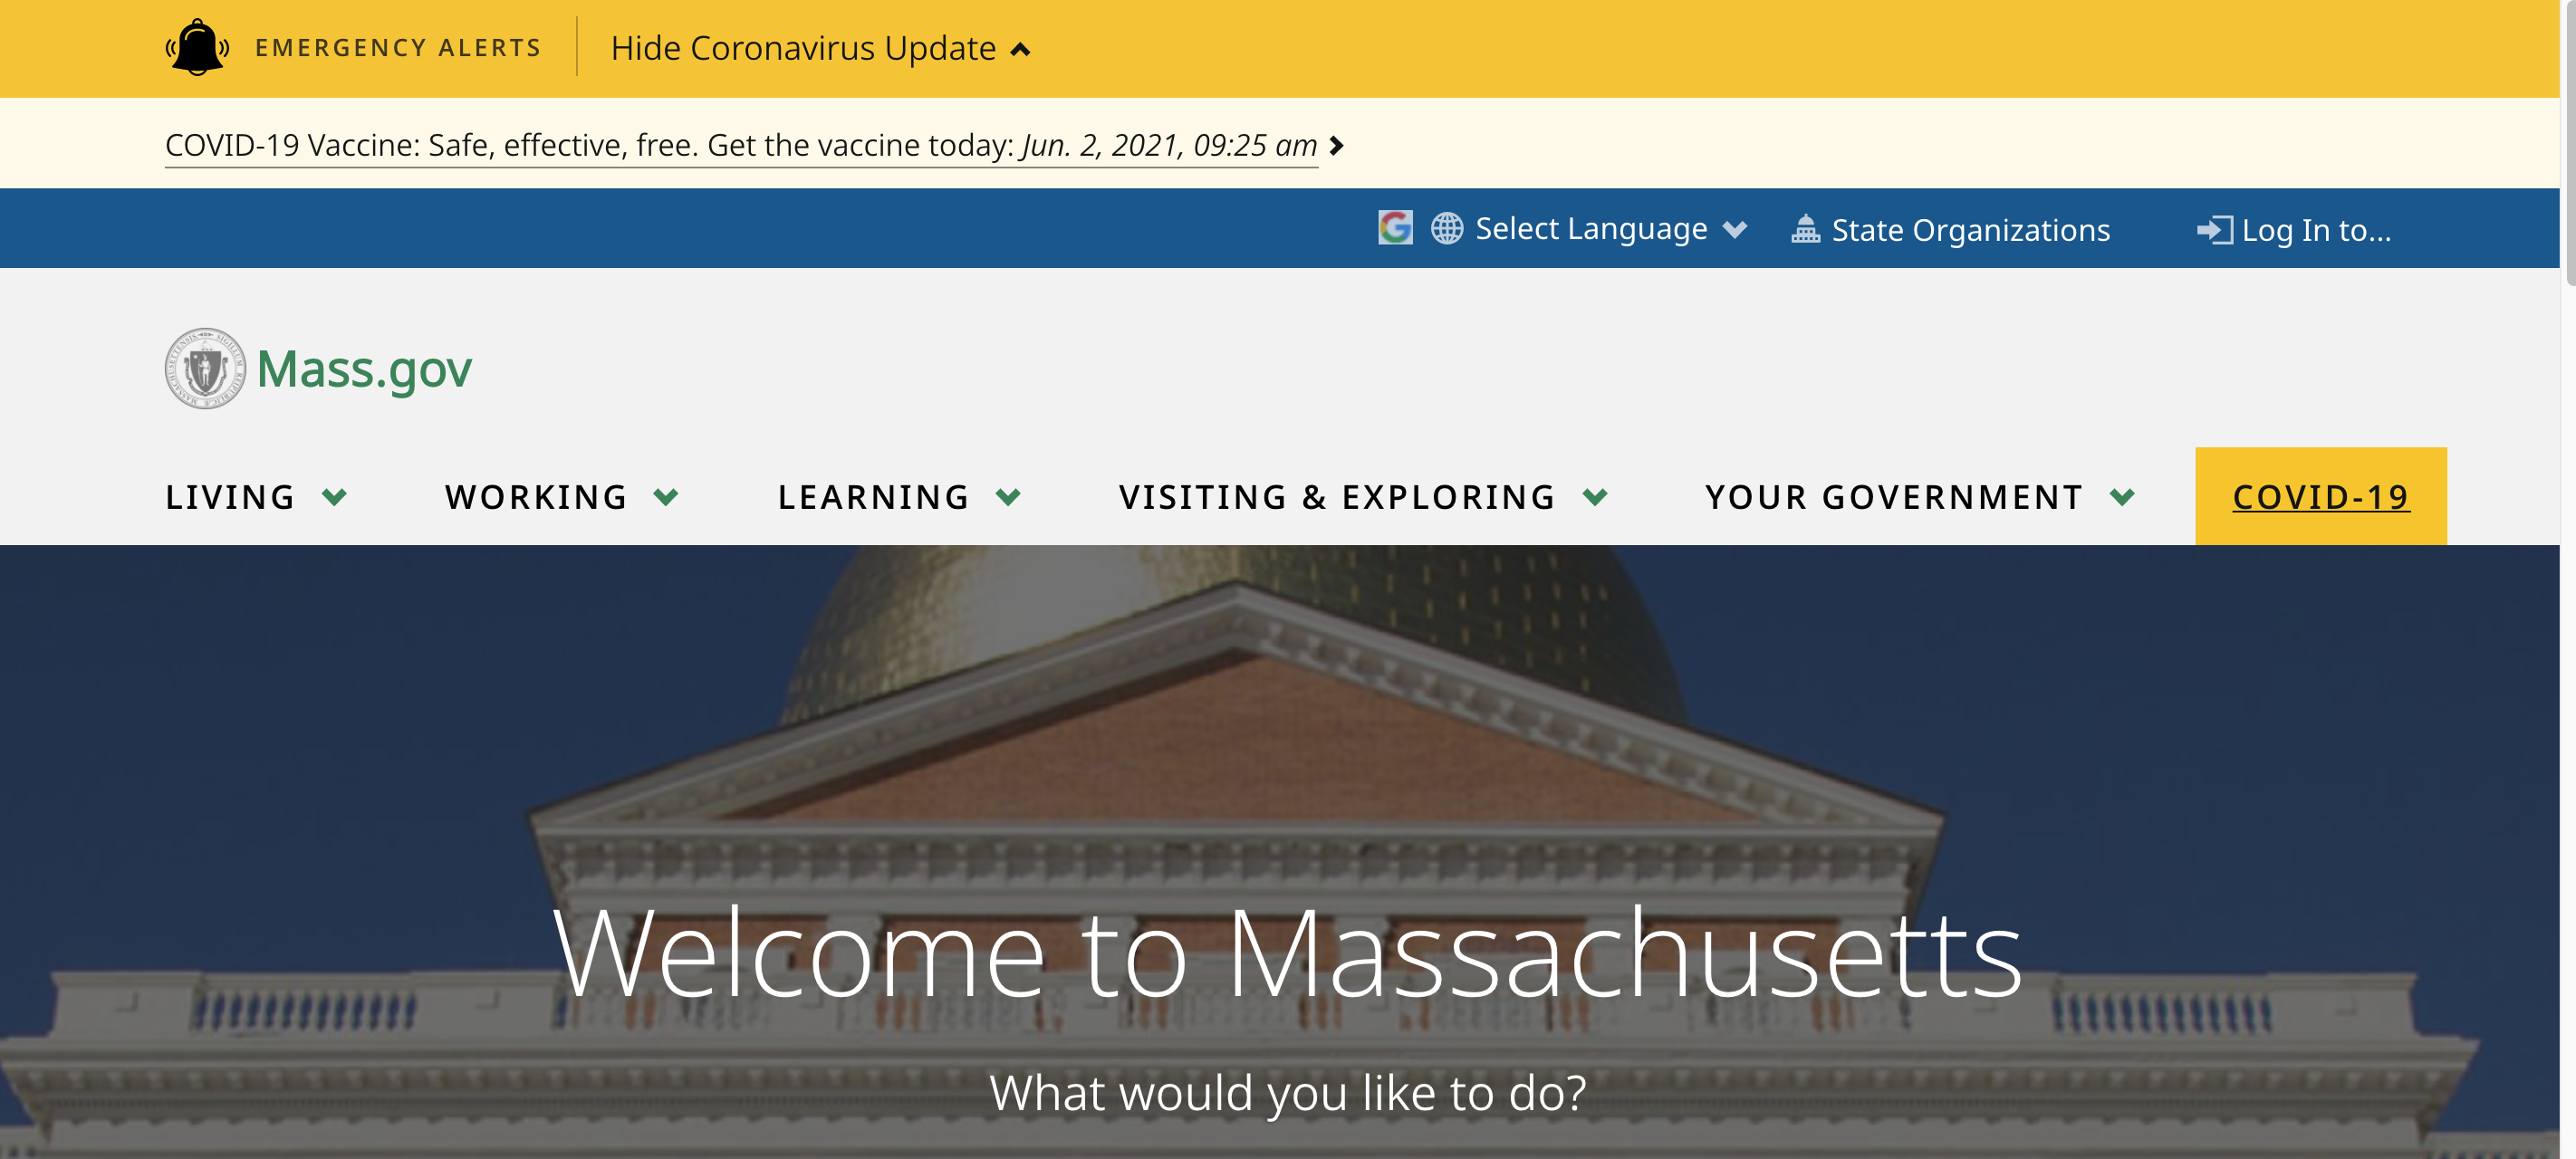 EMERGENCY ALERTS
Hide Coronavirus Update
COVID-19 Vaccine: Safe, effective, free. Get the vaccine today: Jun. 2, 2021, 09:25 am
Select Language
State Organizations
Log In to...
Mass.gov
LIVING
WORKING
LEARNING
VISITING & EXPLORING
YOUR GOVERNMENT
COVID-19
Welcome to Massachusetts
What would you like to do?